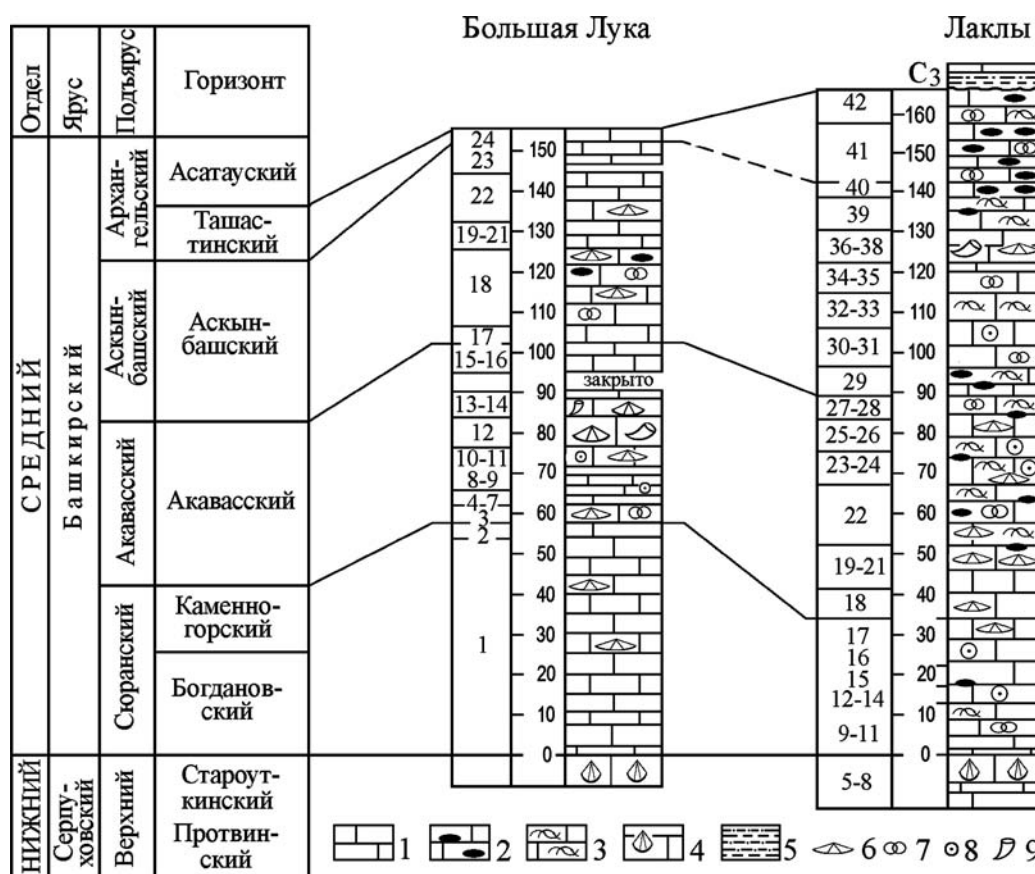 Большая Лука
Лаклы
Отдел
Ярус
Подъярус
Горизонт
СРЕДНИЙ
НИЖНИЙ
Башкирский
Серпу-
ховский
Архан-
гельский
Аскын-
башский
Акавасский
Сюранский
Верхний
Асатауский
Ташас-
тинский
Аскын-
башский
Акавасский
Каменно-
горский
Богданов-
ский
Староут-
кинский
Протвин-
ский
24
23
22
19-21
18
17
15-16
13-14
12
10-11
8-9
4-7
3
2
1
150
140
130
120
110
100
90
80
70
60
50
40
30
20
10
0
закрыто
C3
42
41
40
39
36-38
34-35
32-33
30-31
29
27-28
25-26
23-24
22
19-21
18
17
16
15
12-14
9-11
5-8
160
150
140
130
120
110
100
90
80
70
60
50
40
30
20
10
0
1 2 3 4 5 6 7 8 9